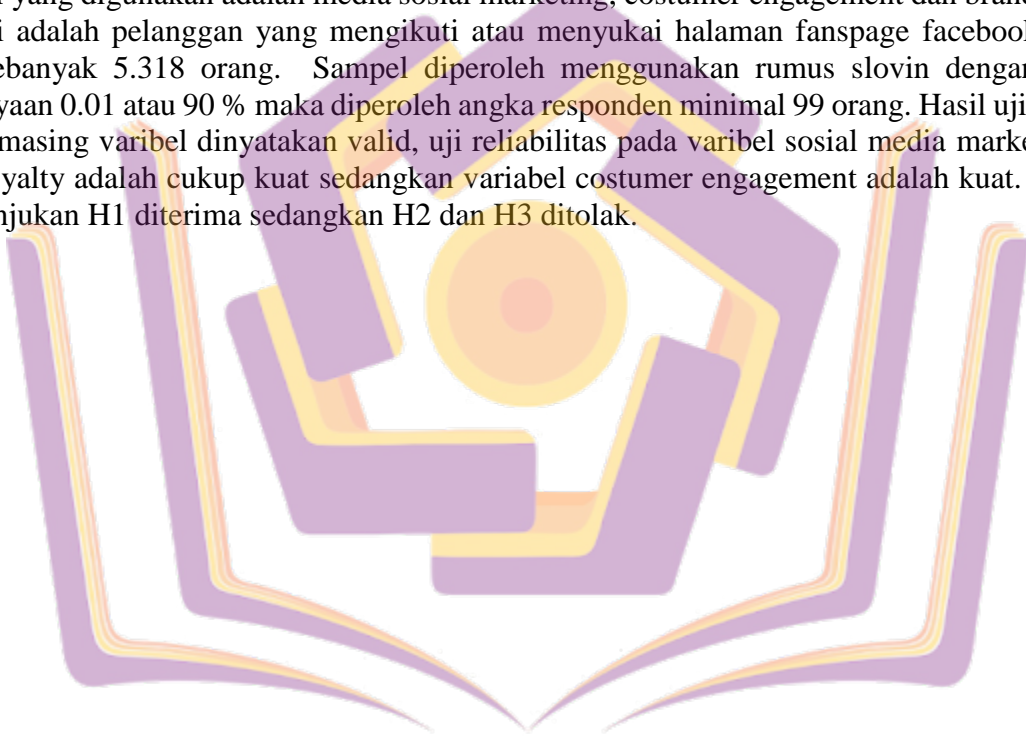 yang digunakan adalah media sosial marketing, costumer engagement dan brand
adalah pelanggan yang mengikuti atau menyukai halaman fanspage facebook
ebanyak 5.318 orang. Sampel diperoleh menggunakan rumus slovin dengan
yaan 0.01 atau 90 % maka diperoleh angka responden minimal 99 orang. Hasil uji
masing varibel dinyatakan valid, uji reliabilitas pada varibel sosial media marke
yalty adalah cukup kuat sedangkan variabel costumer engagement adalah kuat.
njukan H1 diterima sedangkan H2 dan H3 ditolak.